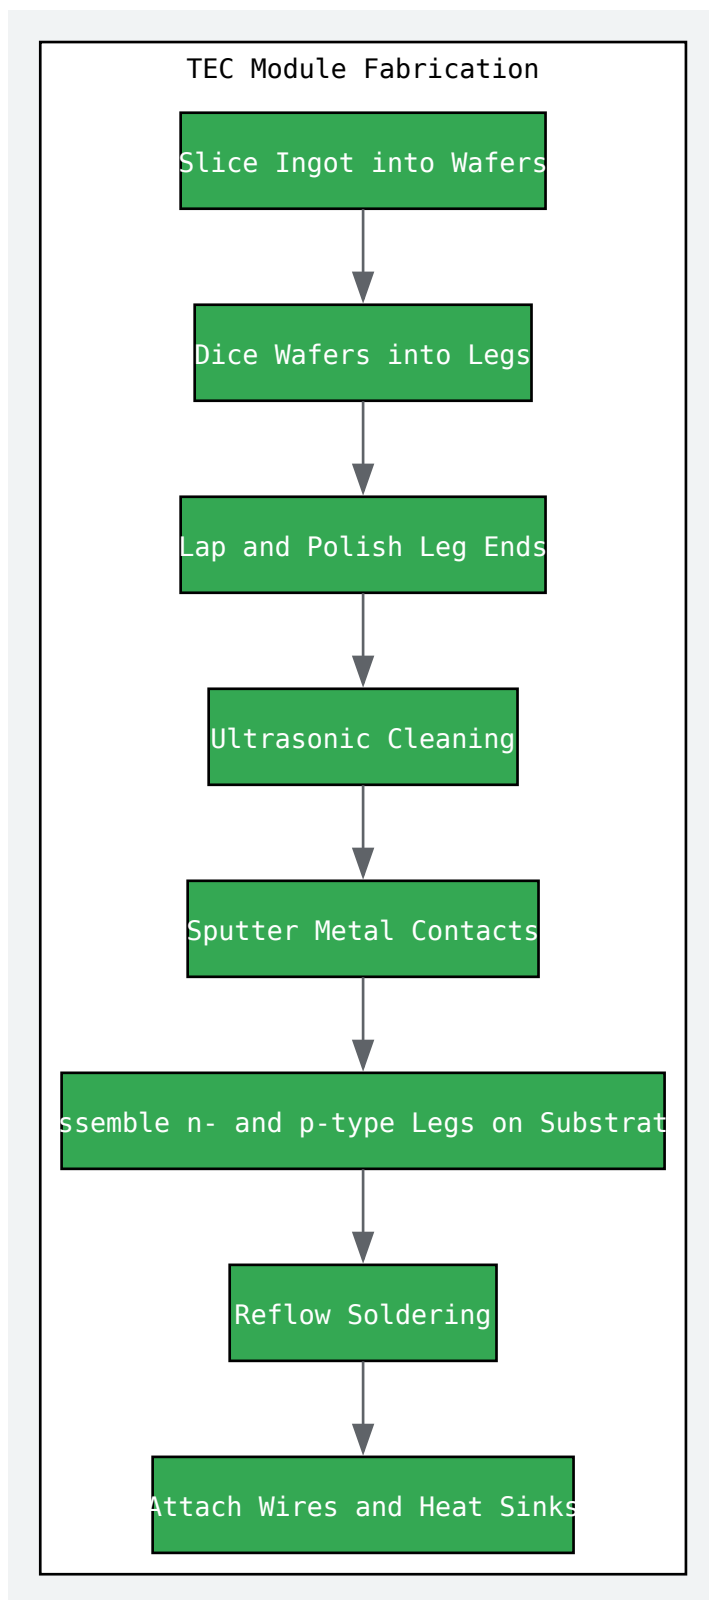 TEC Module Fabrication
Slice Ingot into Wafers
Dice Wafers into Legs
Lap and Polish Leg Ends
Ultrasonic Cleaning
Sputter Metal Contacts
ssemble n- and p-type Legs on Substrat
Reflow Soldering
Attach Wires and Heat Sinks